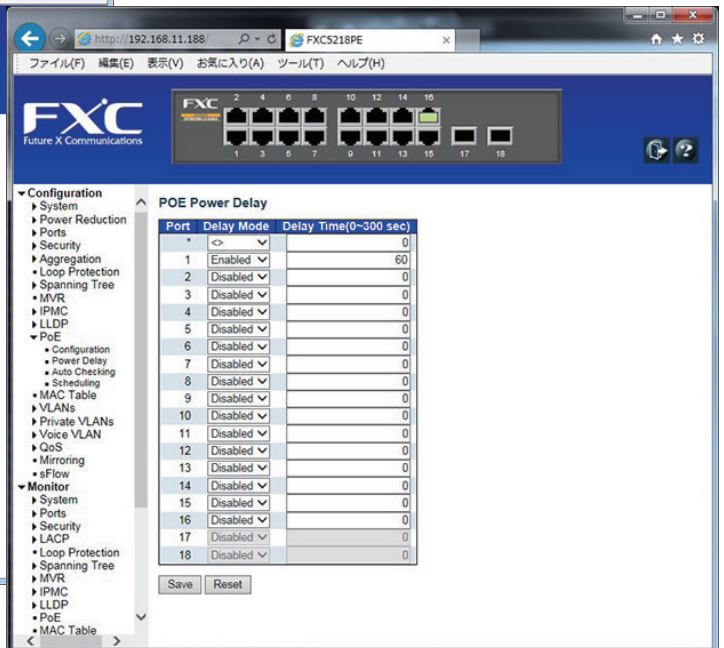 http://192.168.11.188/
FXC5218PE
ファイル(F) 編集(E) 表示(V) お気に入り(A) ツール(T) ヘルプ(H)
FXC
Future X Communications
FXC
2 4 6 8 10 12 14 16
1 3 5 7 9 11 13 15 17 18
Configuration
System
Power Reduction
Ports
Security
Aggregation
Loop Protection
Spanning Tree
MVR
IPMC
LLDP
PoE
Configuration
Power Delay
Auto Checking
Scheduling
MAC Table
VLANs
Private VLANs
Voice VLAN
QoS
Mirroring
sFlow
Monitor
System
Ports
Security
LACP
Loop Protection
Spanning Tree
MVR
IPMC
LLDP
PoE
MAC Table
POE Power Delay
Port Delay Mode Delay Time(0~300 sec)
* <> 0
1 Enabled 60
2 Disabled 0
3 Disabled 0
4 Disabled 0
5 Disabled 0
6 Disabled 0
7 Disabled 0
8 Disabled 0
9 Disabled 0
10 Disabled 0
11 Disabled 0
12 Disabled 0
13 Disabled 0
14 Disabled 0
15 Disabled 0
16 Disabled 0
17 Disabled 0
18 Disabled 0
Save Reset